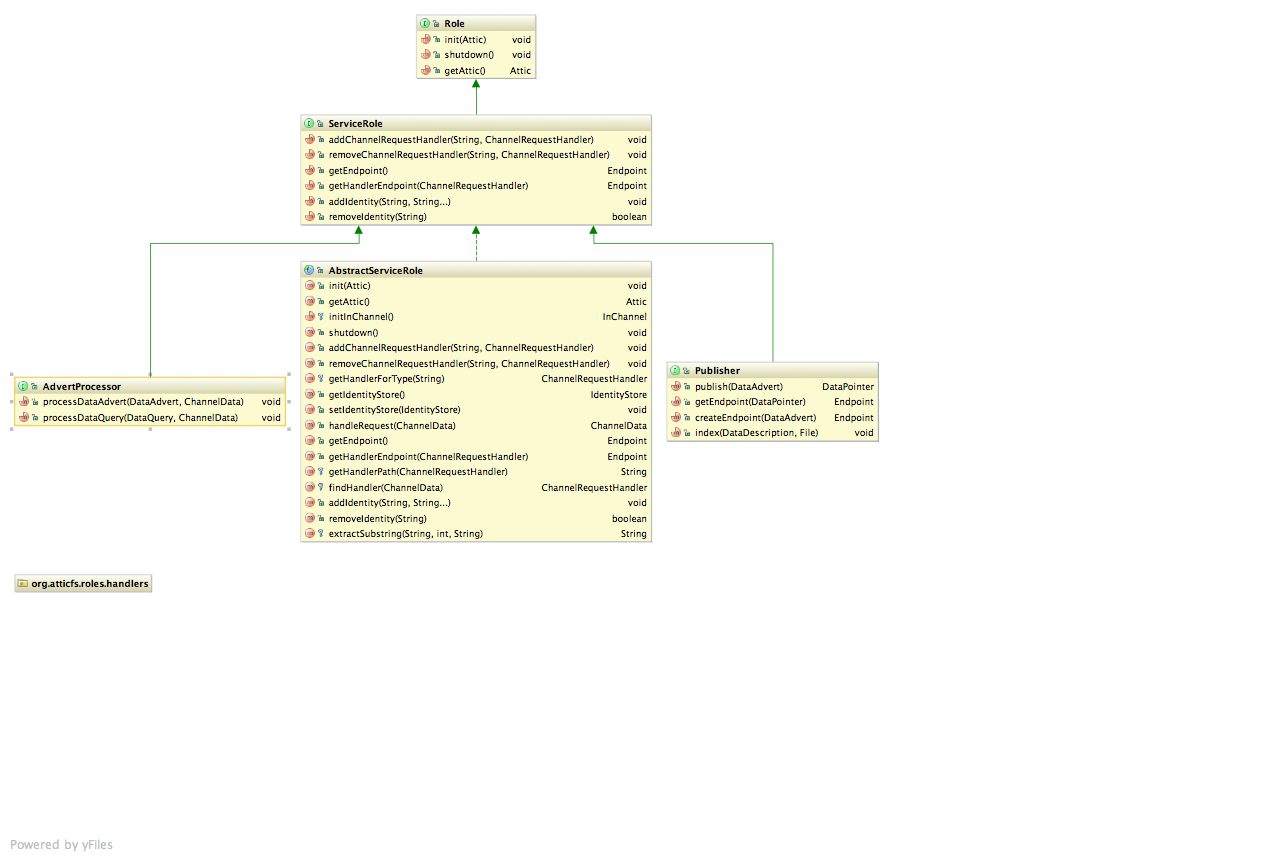 Role
init(Attic) void
shutdown() void
getAttic() Attic
ServiceRole
addChannelRequestHandler(String, ChannelRequestHandler) void
removeChannelRequestHandler(String, ChannelRequestHandler) void
getEndpoint() Endpoint
getHandlerEndpoint(ChannelRequestHandler) Endpoint
addIdentity(String, String...) void
removeIdentity(String) boolean
AbstractServiceRole
init(Attic) void
getAttic() Attic
initInChannel() InChannel
shutdown() void
addChannelRequestHandler(String, ChannelRequestHandler) void
removeChannelRequestHandler(String, ChannelRequestHandler) void
getHandlerForType(String) ChannelRequestHandler
getIdentityStore() IdentityStore
setIdentityStore(IdentityStore) void
handleRequest(ChannelData) ChannelData
getEndpoint() Endpoint
getHandlerEndpoint(ChannelRequestHandler) Endpoint
getHandlerPath(ChannelRequestHandler) String
findHandler(ChannelData) ChannelRequestHandler
addIdentity(String, String...) void
removeIdentity(String) boolean
extractSubstring(String, int, String) String
AdvertProcessor
processDataAdvert(DataAdvert, ChannelData) void
processDataQuery(DataQuery, ChannelData) void
Publisher
publish(DataAdvert) DataPointer
getEndpoint(DataPointer) Endpoint
createEndpoint(DataAdvert) Endpoint
index(DataDescription, File) void
org.atticfs.roles.handlers
Powered by yFiles